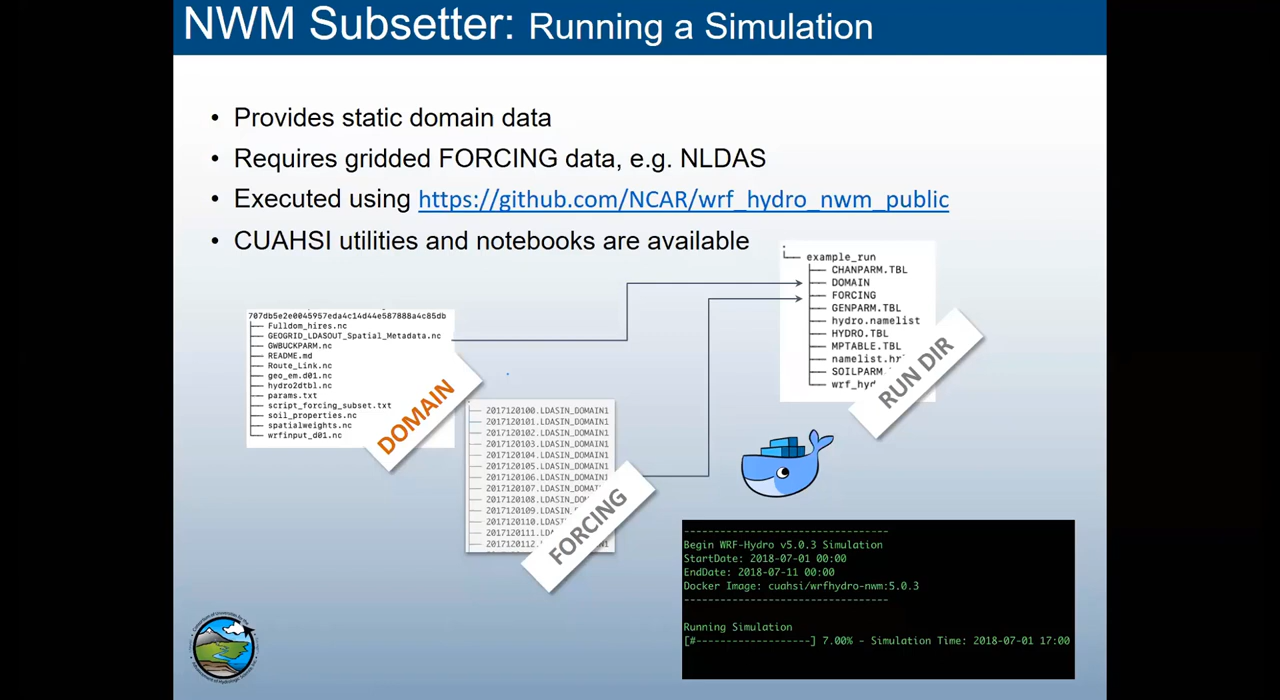 NWM Subsetter: Running a Simulation
• Provides static domain data
• Requires gridded FORCING data, e.g. NLDAS
• Executed using https://github.com/NCAR/wrf_hydro_nwm_public
• CUAHSI utilities and notebooks are available
707db5e2e0045957eda4c14d44e587888a4c85db
Fulldom_hires.nc
GEOGRID_LDASOUT_Spatial_Metadata.nc
GWBUCKPARM.nc
README.md
Route_Link.nc
geo_em.d01.nc
hydro2dtbl.nc
params.txt
script_forcing_subset.txt
soil_properties.nc
spatialweights.nc
wrfinput_d01.nc
DOMAIN
2017120100.LDASIN_DOMAIN1
2017120101.LDASIN_DOMAIN1
2017120102.LDASIN_DOMAIN1
2017120103.LDASIN_DOMAIN1
2017120104.LDASIN_DOMAIN1
2017120105.LDASIN_DOMAIN1
2017120106.LDASIN_DOMAIN1
2017120107.LDASIN_DOMAI
2017120108.LDASIN_DO
2017120109.LDASIN_
2017120110.LDASI
2017120111.LDA
2017120112.
FORCING
.
example_run
CHANPARM.TBL
DOMAIN
FORCING
GENPARM.TBL
hydro.namelist
HYDRO.TBL
MPTABLE.TBL
namelist.hr
SOILPARM.
wrf_hyd
RUN DIR
-----------------------------------
Begin WRF-Hydro v5.0.3 Simulation
StartDate: 2018-07-01 00:00
EndDate: 2018-07-11 00:00
Docker Image: cuahsi/wrfhydro-nwm:5.0.3
-----------------------------------
Running Simulation
[#-------------------] 7.00% - Simulation Time: 2018-07-01 17:00